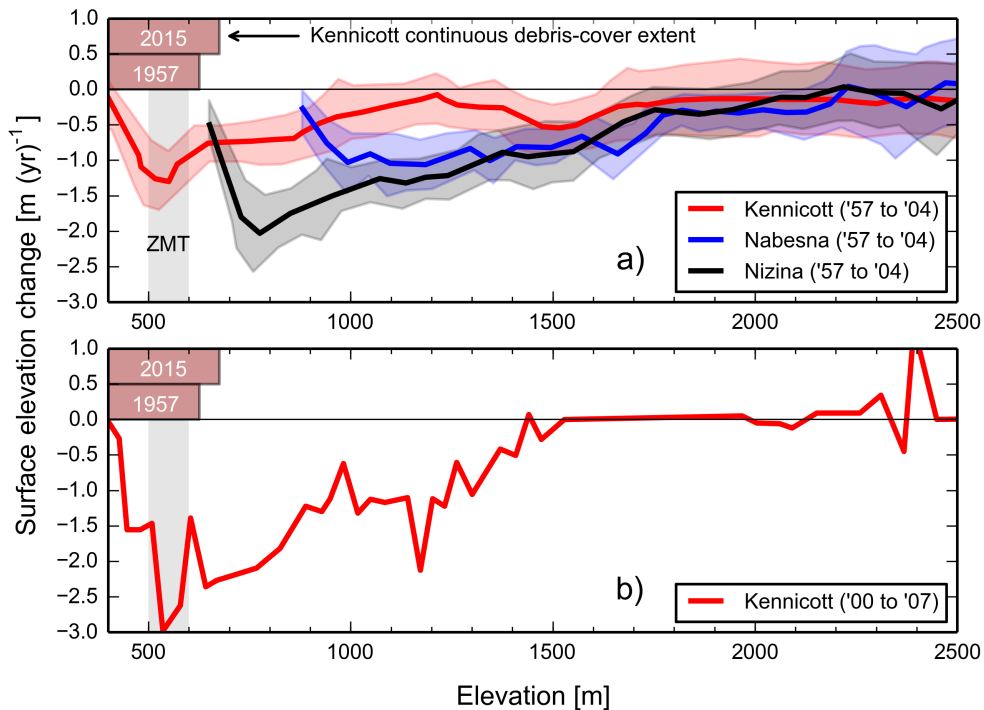 Surface elevation change [m (yr)⁻¹]
1.0
0.5
0.0
−0.5
−1.0
−1.5
−2.0
−2.5
−3.0
2015
1957
Kennicott continuous debris-cover extent
ZMT
a)
Kennicott ('57 to '04)
Nabesna ('57 to '04)
Nizina ('57 to '04)
500 1000 1500 2000 2500
1.0
0.5
0.0
−0.5
−1.0
−1.5
−2.0
−2.5
−3.0
2015
1957
b)
Kennicott ('00 to '07)
500 1000 1500 2000 2500
Elevation [m]